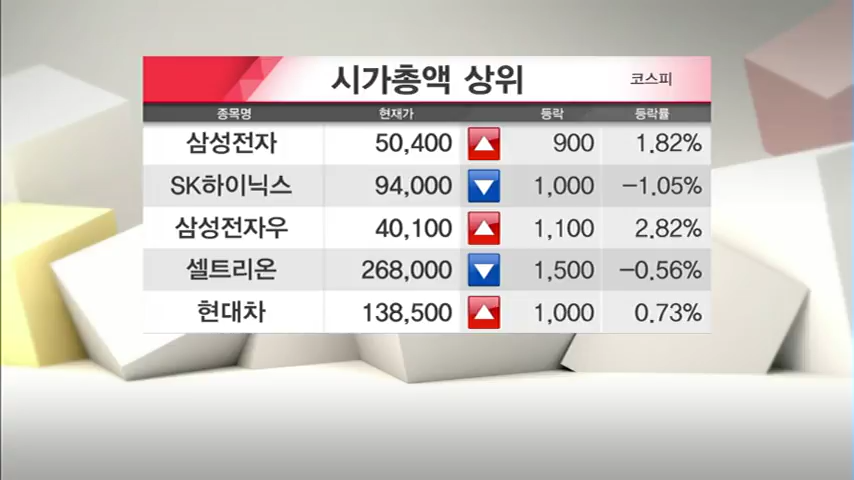 시가총액 상위 코스피
종목명 현재가 등락 등락률
삼성전자 50,400 ▲ 900 1.82%
SK하이닉스 94,000 ▼ 1,000 -1.05%
삼성전자우 40,100 ▲ 1,100 2.82%
셀트리온 268,000 ▼ 1,500 -0.56%
현대차 138,500 ▲ 1,000 0.73%